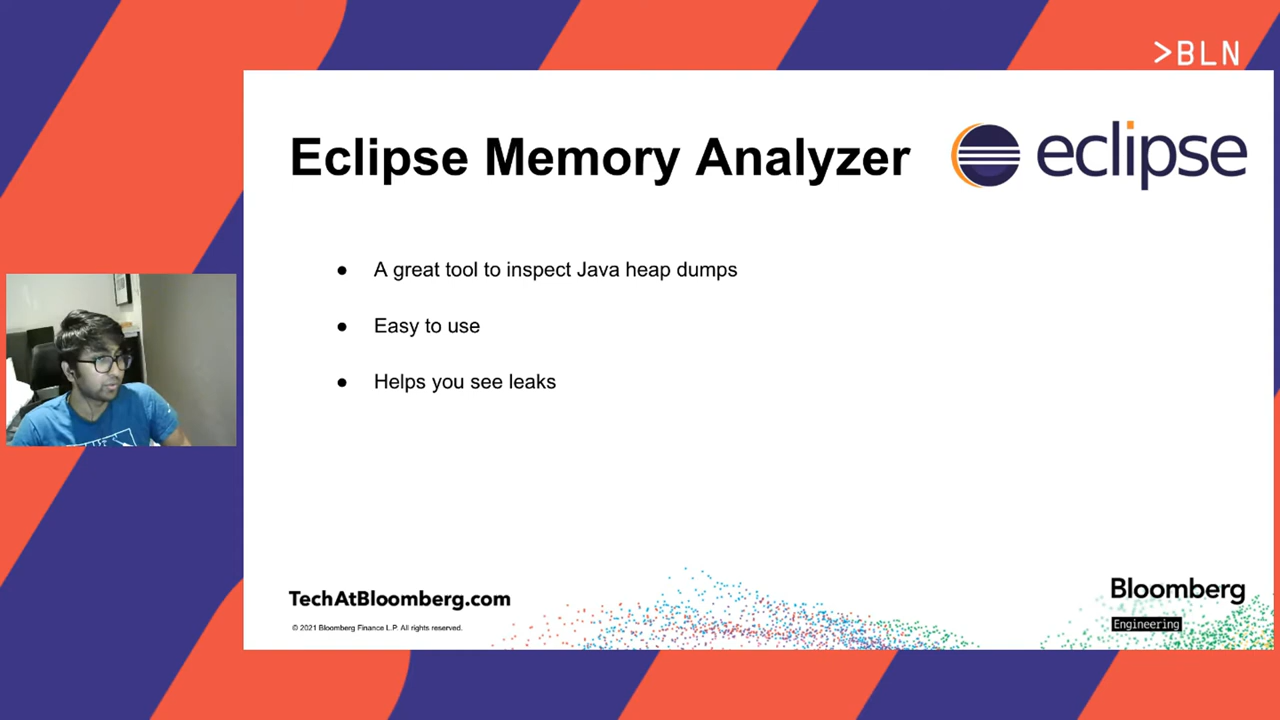 >BLN
Eclipse Memory Analyzer
eclipse
● A great tool to inspect Java heap dumps
● Easy to use
● Helps you see leaks
TechAtBloomberg.com
© 2021 Bloomberg Finance L.P. All rights reserved.
Bloomberg
Engineering